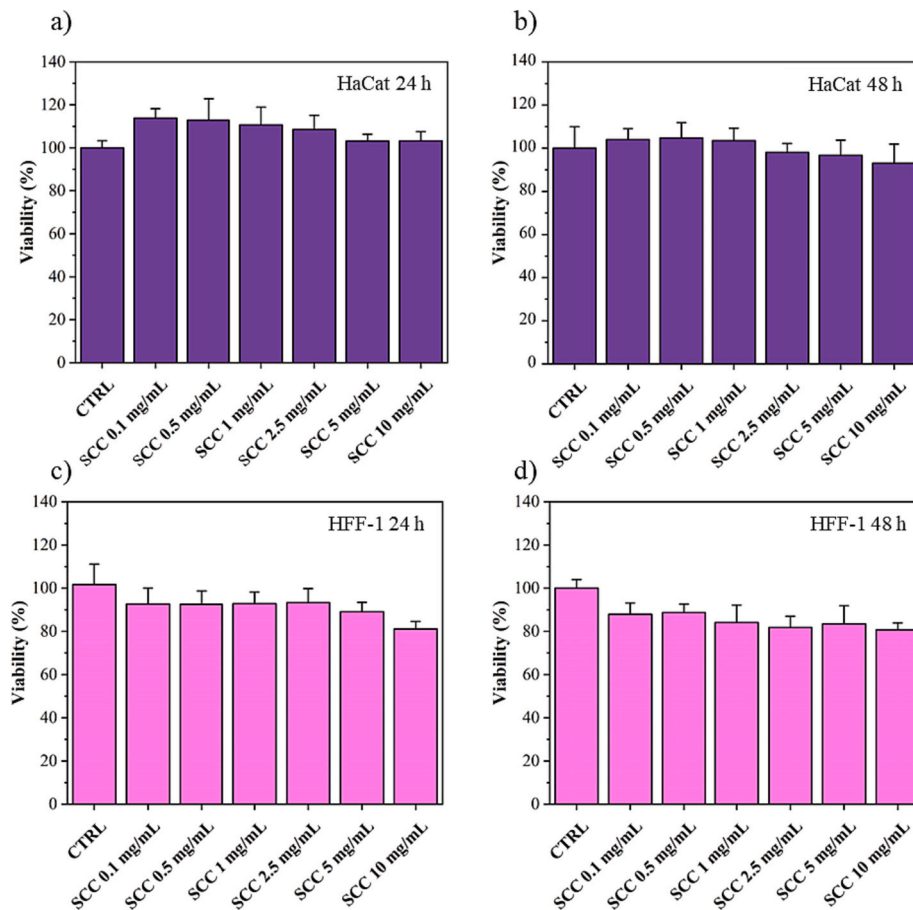 a)
HaCat 24 h
Viability (%)
140
120
100
80
60
40
20
0
CTRL
SCC 0.1 mg/mL
SCC 0.5 mg/mL
SCC 1 mg/mL
SCC 2.5 mg/mL
SCC 5 mg/mL
SCC 10 mg/mL
b)
HaCat 48 h
Viability (%)
140
120
100
80
60
40
20
0
CTRL
SCC 0.1 mg/mL
SCC 0.5 mg/mL
SCC 1 mg/mL
SCC 2.5 mg/mL
SCC 5 mg/mL
SCC 10 mg/mL
c)
HFF-1 24 h
Viability (%)
140
120
100
80
60
40
20
0
CTRL
SCC 0.1 mg/mL
SCC 0.5 mg/mL
SCC 1 mg/mL
SCC 2.5 mg/mL
SCC 5 mg/mL
SCC 10 mg/mL
d)
HFF-1 48 h
Viability (%)
140
120
100
80
60
40
20
0
CTRL
SCC 0.1 mg/mL
SCC 0.5 mg/mL
SCC 1 mg/mL
SCC 2.5 mg/mL
SCC 5 mg/mL
SCC 10 mg/mL